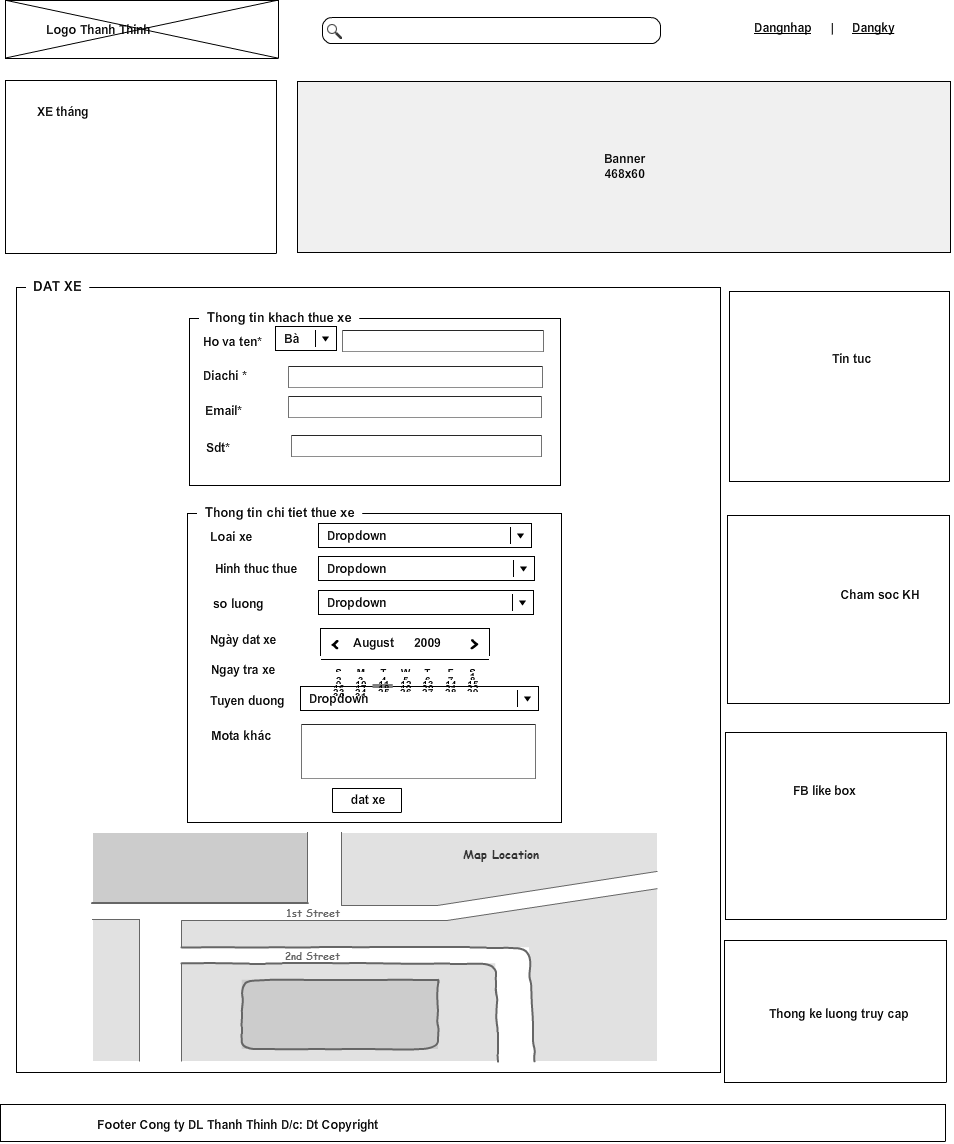 Logo Thanh Thinh
Dangnhap | Dangky
XE tháng
Banner
468x60
DAT XE
Thong tin khach thue xe
Ho va ten* Bà
Diachi *
Email*
Sdt*
Thong tin chi tiet thue xe
Loai xe Dropdown
Hinh thuc thue Dropdown
so luong Dropdown
Ngày dat xe August 2009
Ngay tra xe
Tuyen duong Dropdown
Mota khác
dat xe
Map Location
1st Street
2nd Street
Tin tuc
Cham soc KH
FB like box
Thong ke luong truy cap
Footer Cong ty DL Thanh Thinh D/c: Dt Copyright